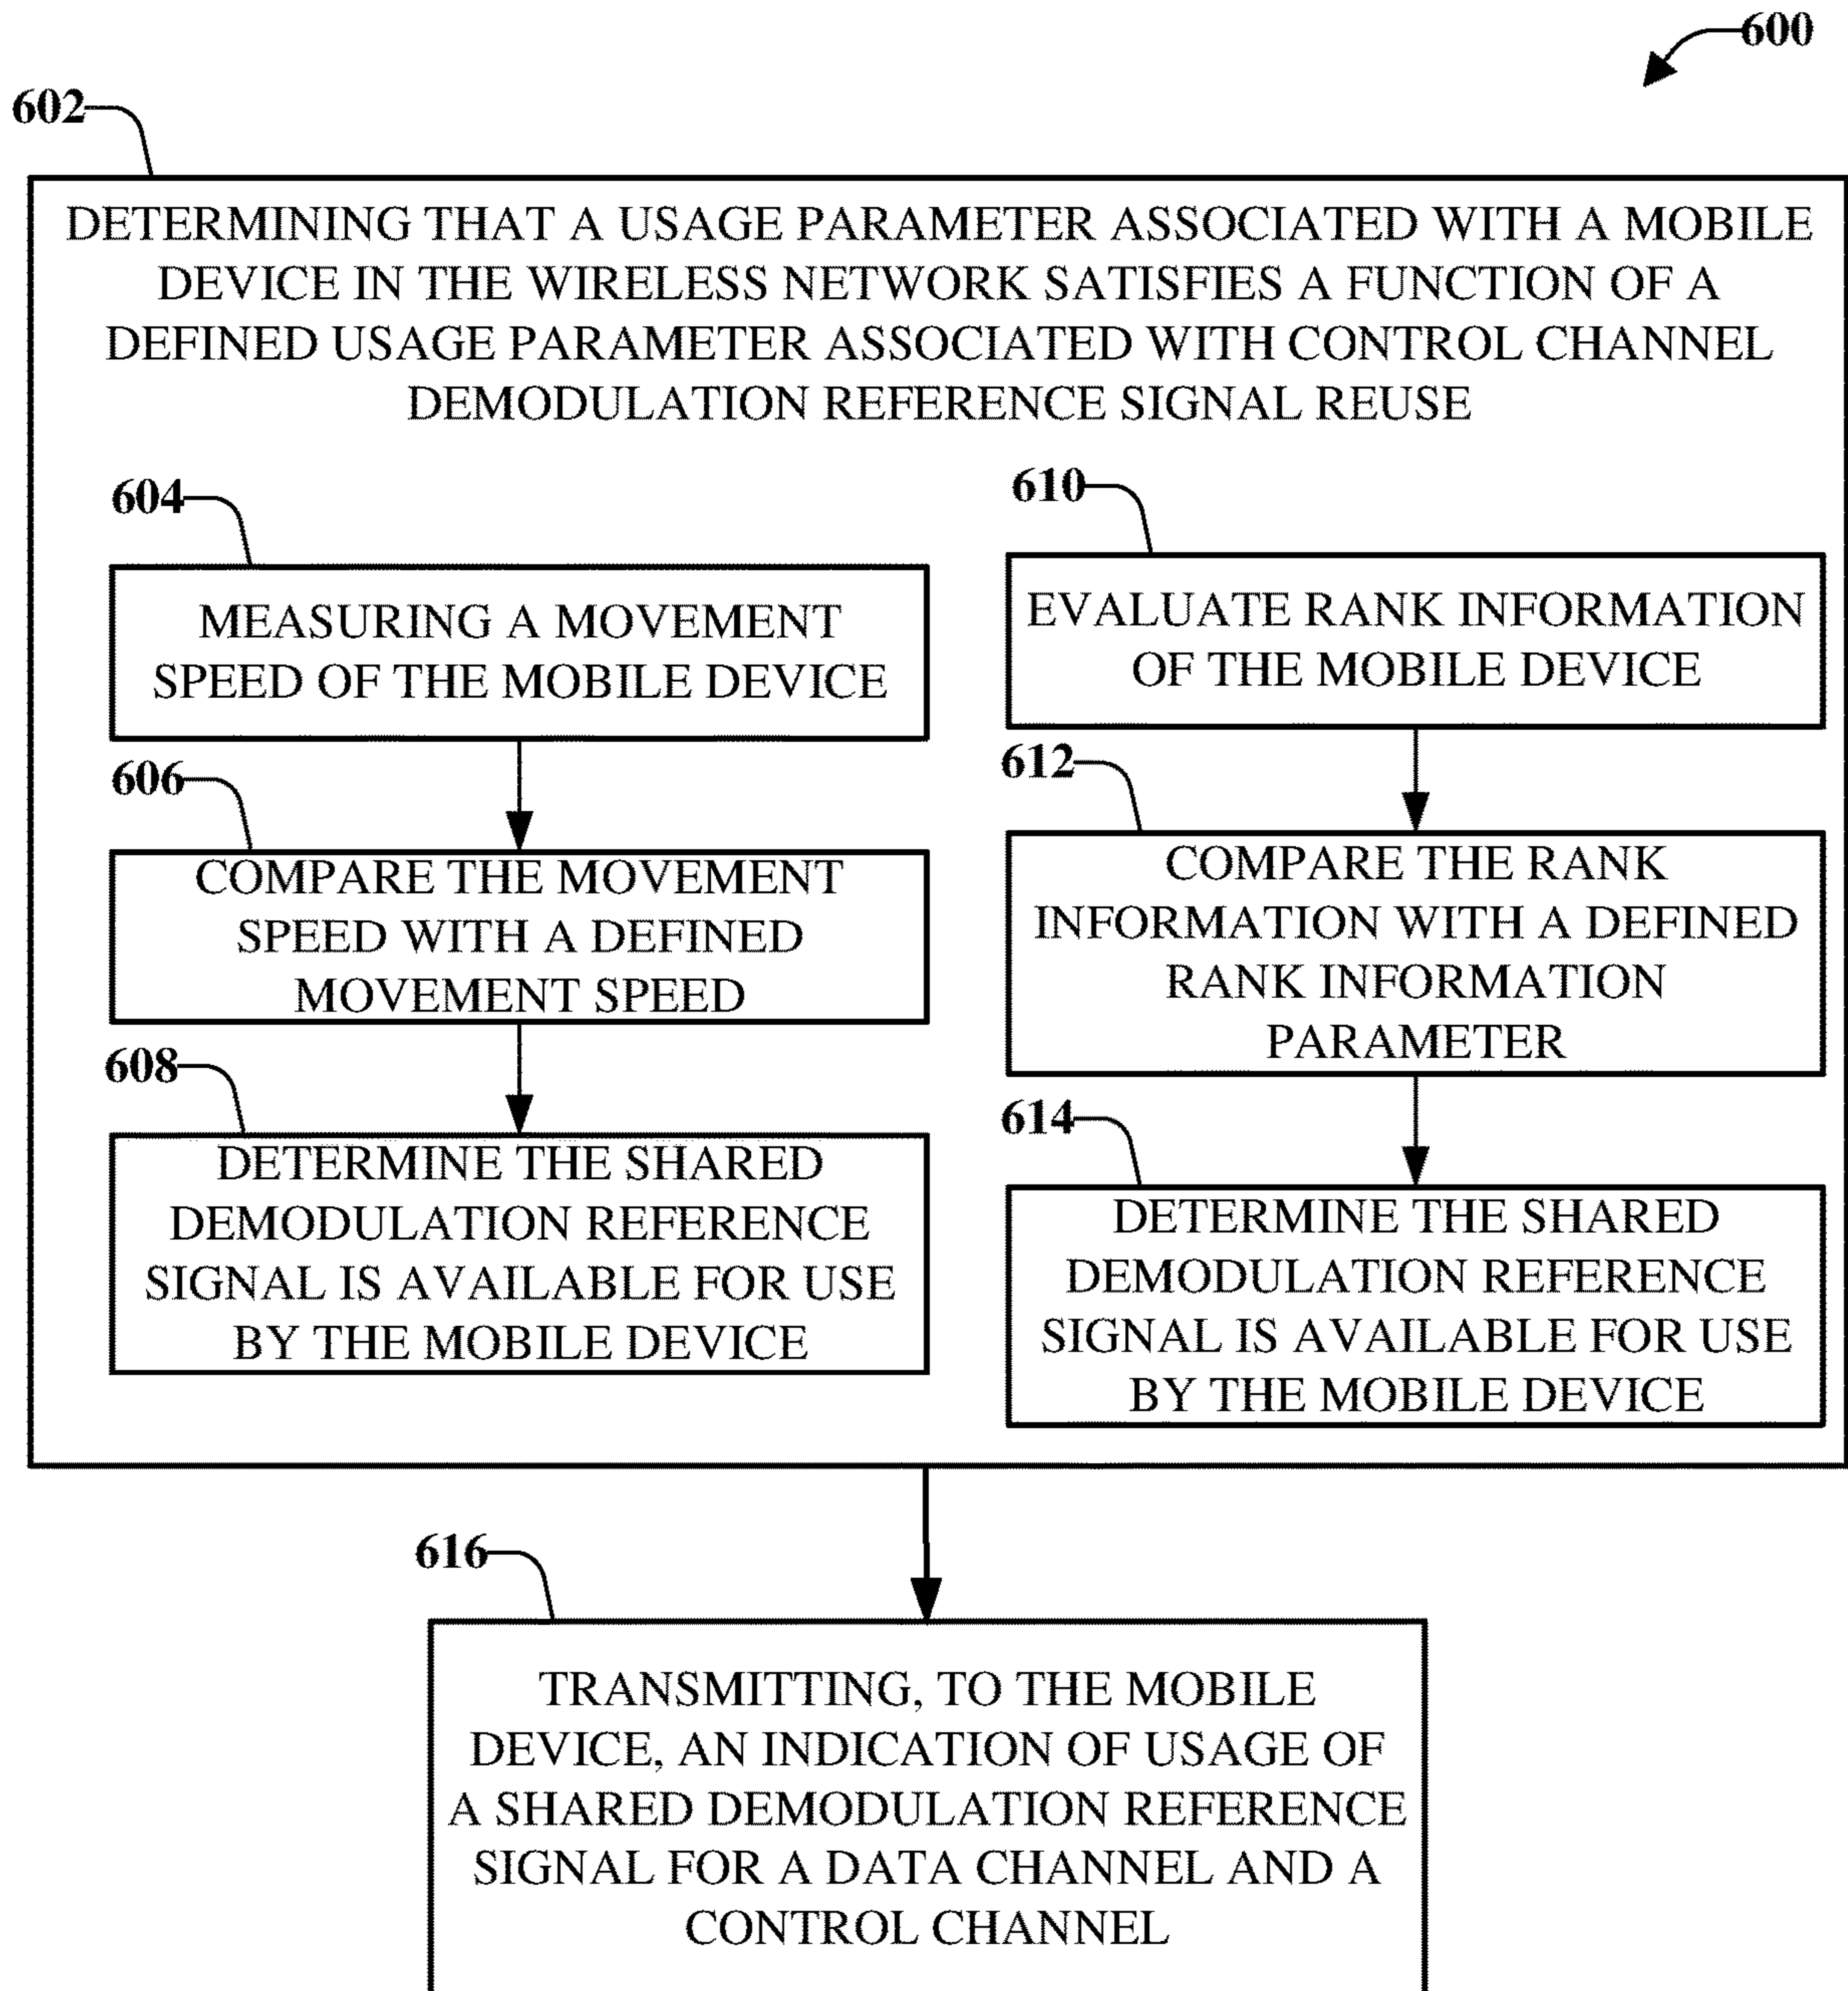 600
602
DETERMINING THAT A USAGE PARAMETER ASSOCIATED WITH A MOBILE
DEVICE IN THE WIRELESS NETWORK SATISFIES A FUNCTION OF A
DEFINED USAGE PARAMETER ASSOCIATED WITH CONTROL CHANNEL
DEMODULATION REFERENCE SIGNAL REUSE
604
MEASURING A MOVEMENT
SPEED OF THE MOBILE DEVICE
606
COMPARE THE MOVEMENT
SPEED WITH A DEFINED
MOVEMENT SPEED
608
DETERMINE THE SHARED
DEMODULATION REFERENCE
SIGNAL IS AVAILABLE FOR USE
BY THE MOBILE DEVICE
610
EVALUATE RANK INFORMATION
OF THE MOBILE DEVICE
612
COMPARE THE RANK
INFORMATION WITH A DEFINED
RANK INFORMATION
PARAMETER
614
DETERMINE THE SHARED
DEMODULATION REFERENCE
SIGNAL IS AVAILABLE FOR USE
BY THE MOBILE DEVICE
616
TRANSMITTING, TO THE MOBILE
DEVICE, AN INDICATION OF USAGE OF
A SHARED DEMODULATION REFERENCE
SIGNAL FOR A DATA CHANNEL AND A
CONTROL CHANNEL